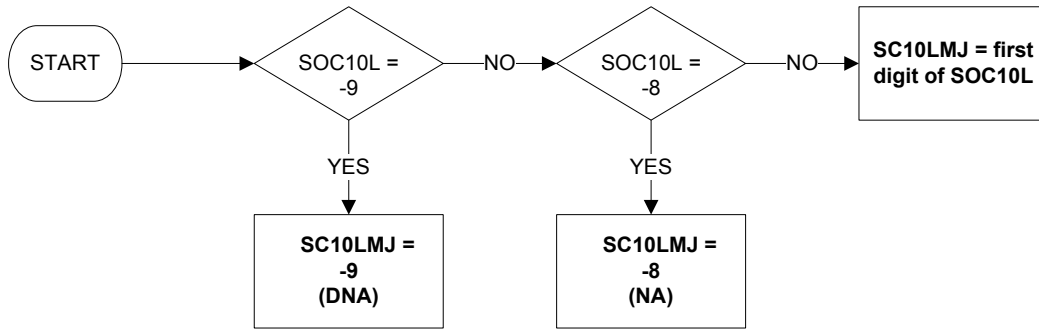 START
SOC10L =
-9
NO
SOC10L =
-8
NO
SC10LMJ = first
digit of SOC10L
YES
YES
SC10LMJ =
-9
(DNA)
SC10LMJ =
-8
(NA)